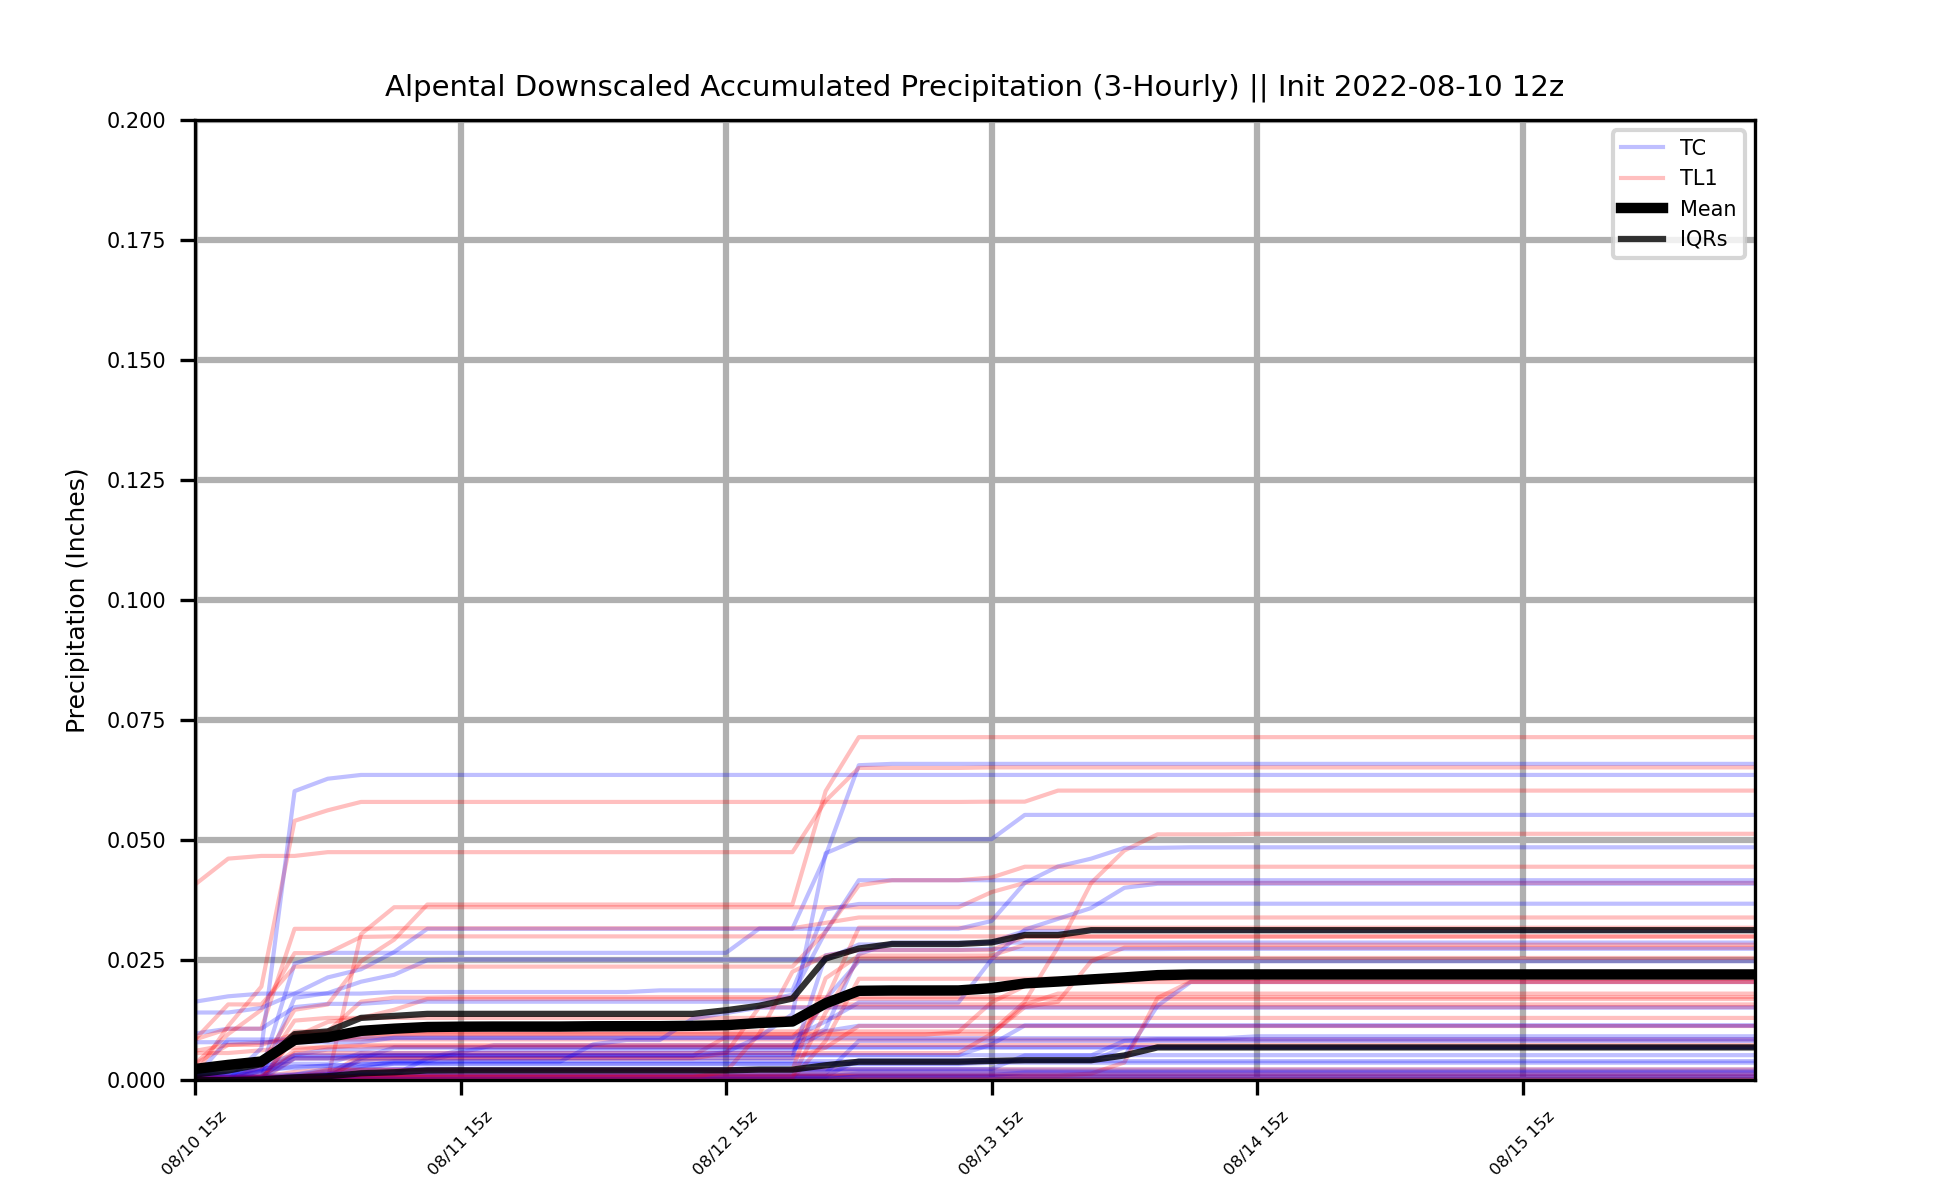 Alpental Downscaled Accumulated Precipitation (3-Hourly) || Init 2022-08-10 12z
Precipitation (Inches)
0.200
0.175
0.150
0.125
0.100
0.075
0.050
0.025
0.000
TC
TL1
Mean
IQRs
08/10 15z
08/11 15z
08/12 15z
08/13 15z
08/14 15z
08/15 15z